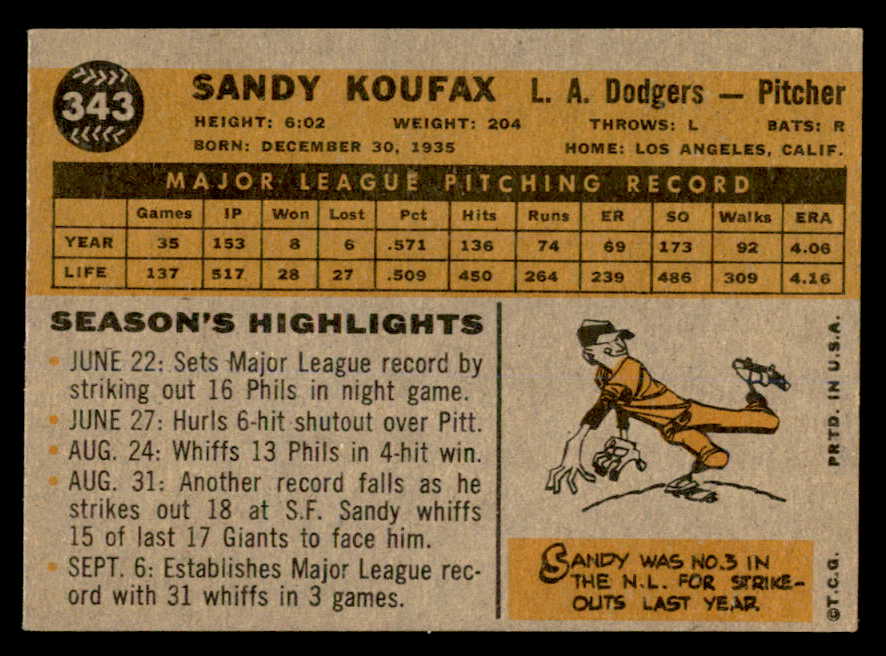 343
SANDY KOUFAX L. A. Dodgers — Pitcher
HEIGHT: 6:02 WEIGHT: 204 THROWS: L BATS: R
BORN: DECEMBER 30, 1935 HOME: LOS ANGELES, CALIF.
MAJOR LEAGUE PITCHING RECORD
Games IP Won Lost Pct Hits Runs ER SO Walks ERA
YEAR 35 153 8 6 .571 136 74 69 173 92 4.06
LIFE 137 517 28 27 .509 450 264 239 486 309 4.16
SEASON'S HIGHLIGHTS
• JUNE 22: Sets Major League record by
striking out 16 Phils in night game.
• JUNE 27: Hurls 6-hit shutout over Pitt.
• AUG. 24: Whiffs 13 Phils in 4-hit win.
• AUG. 31: Another record falls as he
strikes out 18 at S.F. Sandy whiffs
15 of last 17 Giants to face him.
• SEPT. 6: Establishes Major League rec-
ord with 31 whiffs in 3 games.
SANDY WAS NO.3 IN
THE N.L. FOR STRIKE-
OUTS LAST YEAR.
©T.C.G. PRTD. IN U.S.A.